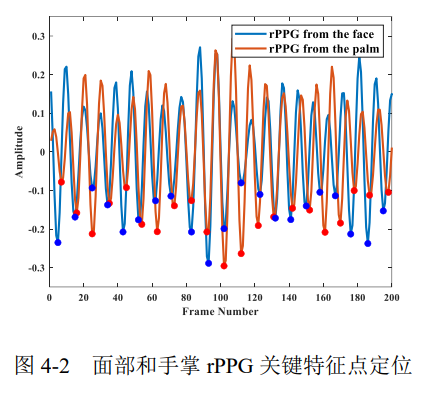 rPPG from the face
rPPG from the palm
0.3
0.2
0.1
0
-0.1
-0.2
-0.3
Amplitude
0 20 40 60 80 100 120 140 160 180 200
Frame Number
图 4-2 面部和手掌 rPPG 关键特征点定位